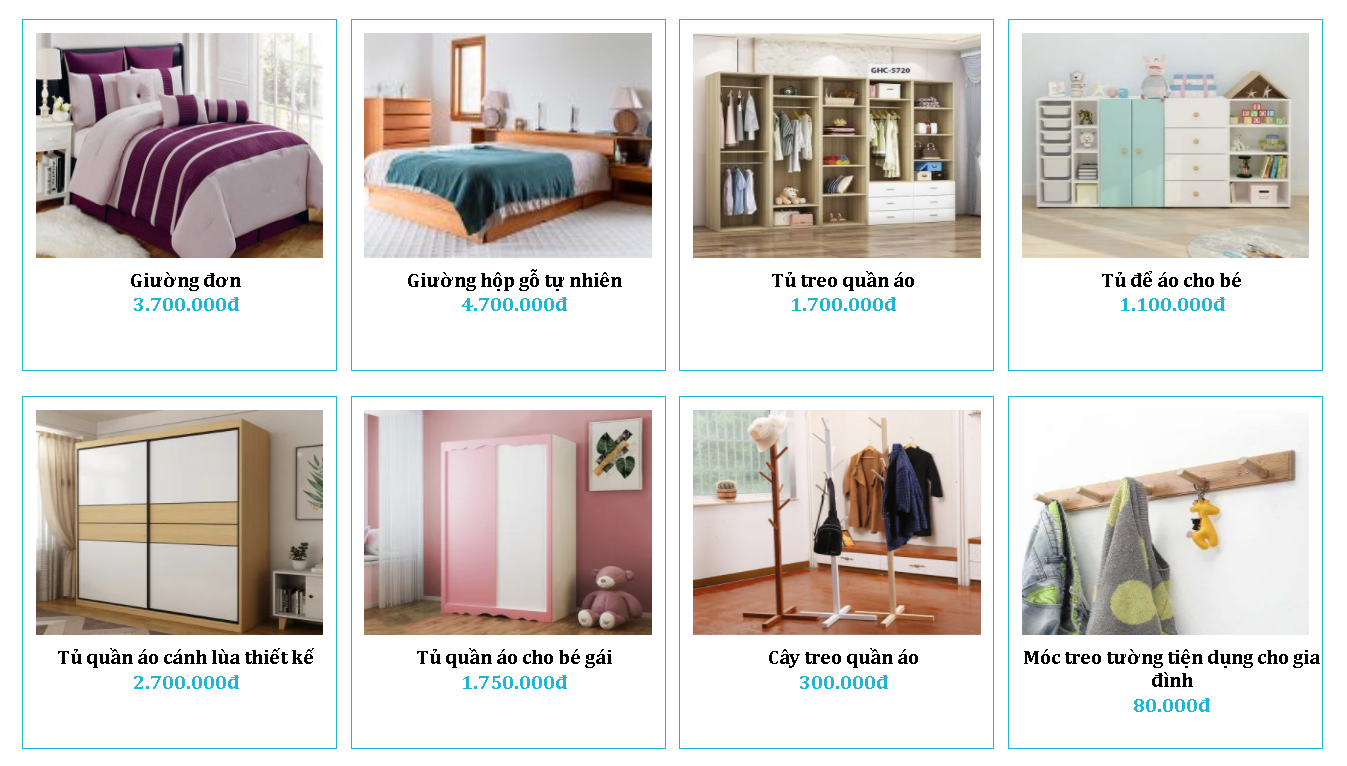 GHC-5720
Giường đơn
3.700.000đ
Giường hộp gỗ tự nhiên
4.700.000đ
Tủ treo quần áo
1.700.000đ
Tủ để áo cho bé
1.100.000đ
Tủ quần áo cánh lùa thiết kế
2.700.000đ
Tủ quần áo cho bé gái
1.750.000đ
Cây treo quần áo
300.000đ
Móc treo tường tiện dụng cho gia
đình
80.000đ